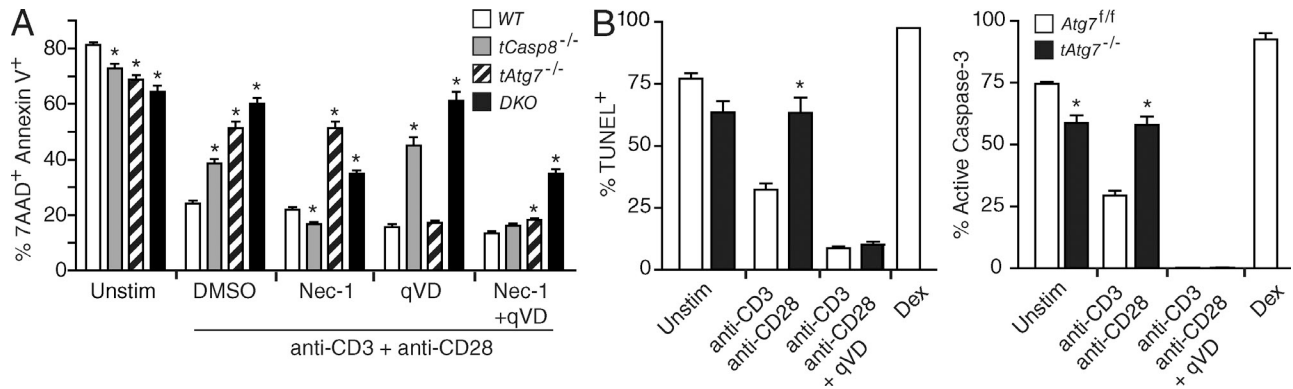 A
% 7AAD+ Annexin V+
80
60
40
20
0
WT
tCasp8-/-
tAtg7-/-
DKO
* * *
* * *
* * *
* *
* *
Unstim DMSO Nec-1 qVD Nec-1
+qVD
anti-CD3 + anti-CD28
B
% TUNEL+
100
75
50
25
0
*
Unstim
anti-CD3
anti-CD28
anti-CD3
anti-CD28
+ qVD
Dex
% Active Caspase-3
100
75
50
25
0
Atg7f/f
tAtg7-/-
* *
Unstim
anti-CD3
anti-CD28
anti-CD3
anti-CD28
+ qVD
Dex